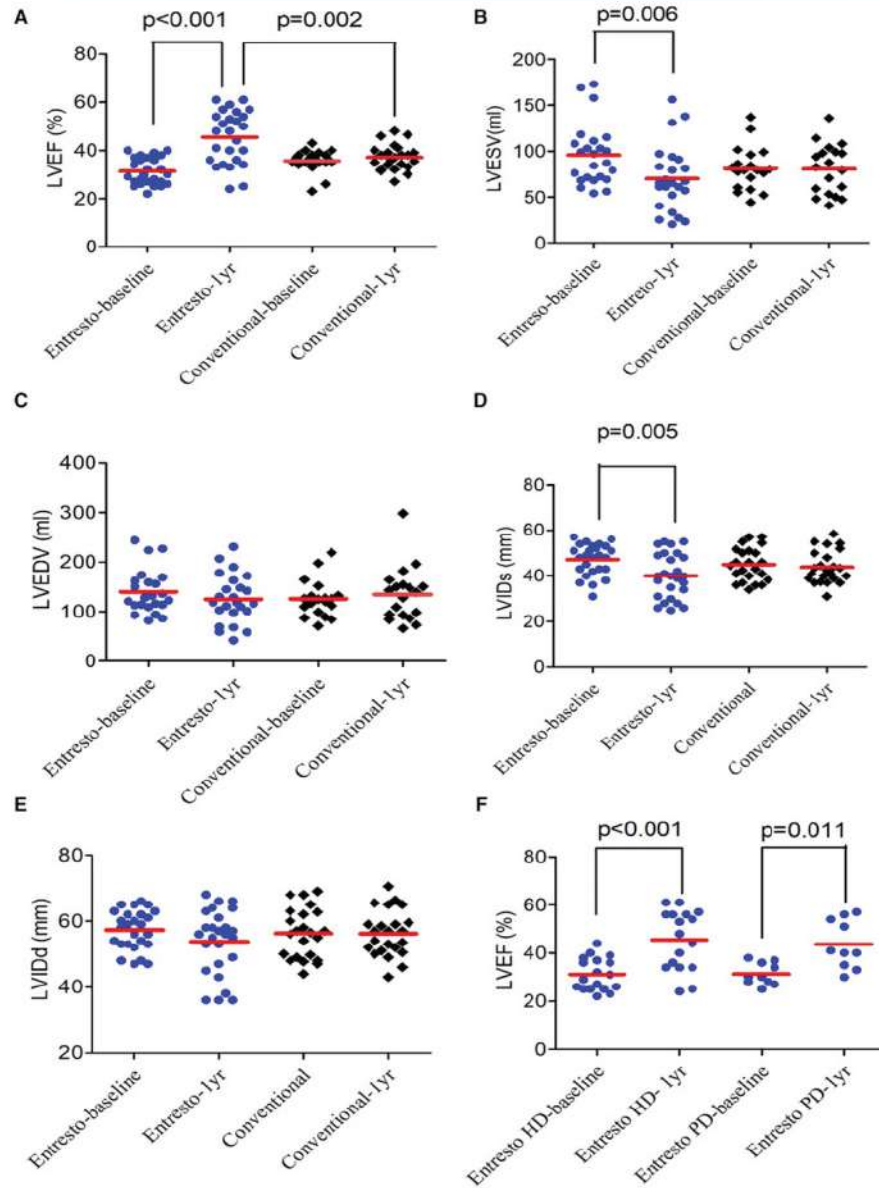 A
p<0.001
p=0.002
LVEF (%)
80
60
40
20
0
Entresto-baseline
Entresto-1yr
Conventional-baseline
Conventional-1yr
B
p=0.006
LVESV(ml)
200
150
100
50
0
Entreso-baseline
Entreto-1yr
Conventional-baseline
Conventional-1yr
C
LVEDV (ml)
400
300
200
100
0
Entresto-baseline
Entresto-1yr
Conventional-baseline
Conventional-1yr
D
p=0.005
LVIDs (mm)
80
60
40
20
0
Entresto-baseline
Entresto-1yr
Conventional
Conventional-1yr
E
LVIDd (mm)
80
60
40
20
Entresto-baseline
Entresto-1yr
Conventional
Conventional-1yr
F
p<0.001
p=0.011
LVEF (%)
80
60
40
20
0
Entresto HD-baseline
Entresto HD- 1yr
Entresto PD-baseline
Entresto PD-1yr